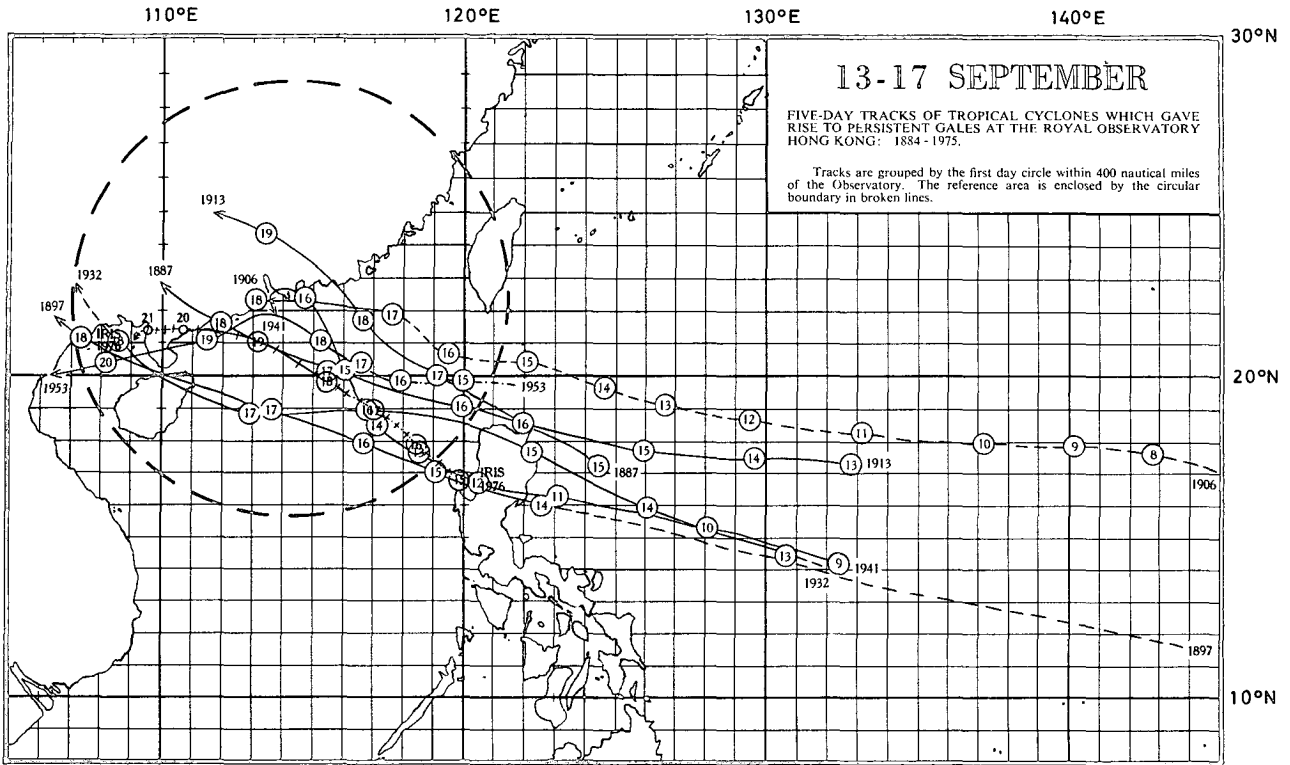 110°E 120°E 130°E 140°E
30°N
13-17 SEPTEMBER
FIVE-DAY TRACKS OF TROPICAL CYCLONES WHICH GAVE
RISE TO PERSISTENT GALES AT THE ROYAL OBSERVATORY
HONG KONG: 1884 - 1975.
Tracks are grouped by the first day circle within 400 nautical miles
of the Observatory. The reference area is enclosed by the circular
boundary in broken lines.
1913
19
1932 1887
1906
18 16
1897
21 20 18 17 17
1941
18 IRIS 19 19 18 16 15
20 17 17 15 16 17 15 14
1953 18 1953
20°N
13
17 17 16 14 16 16 12
11
16 15 14 10 9 8
15 13 1913
1887 1906
15 12 IRIS
1976
11
14 14
10
13 9 1941
1932
1897
10°N